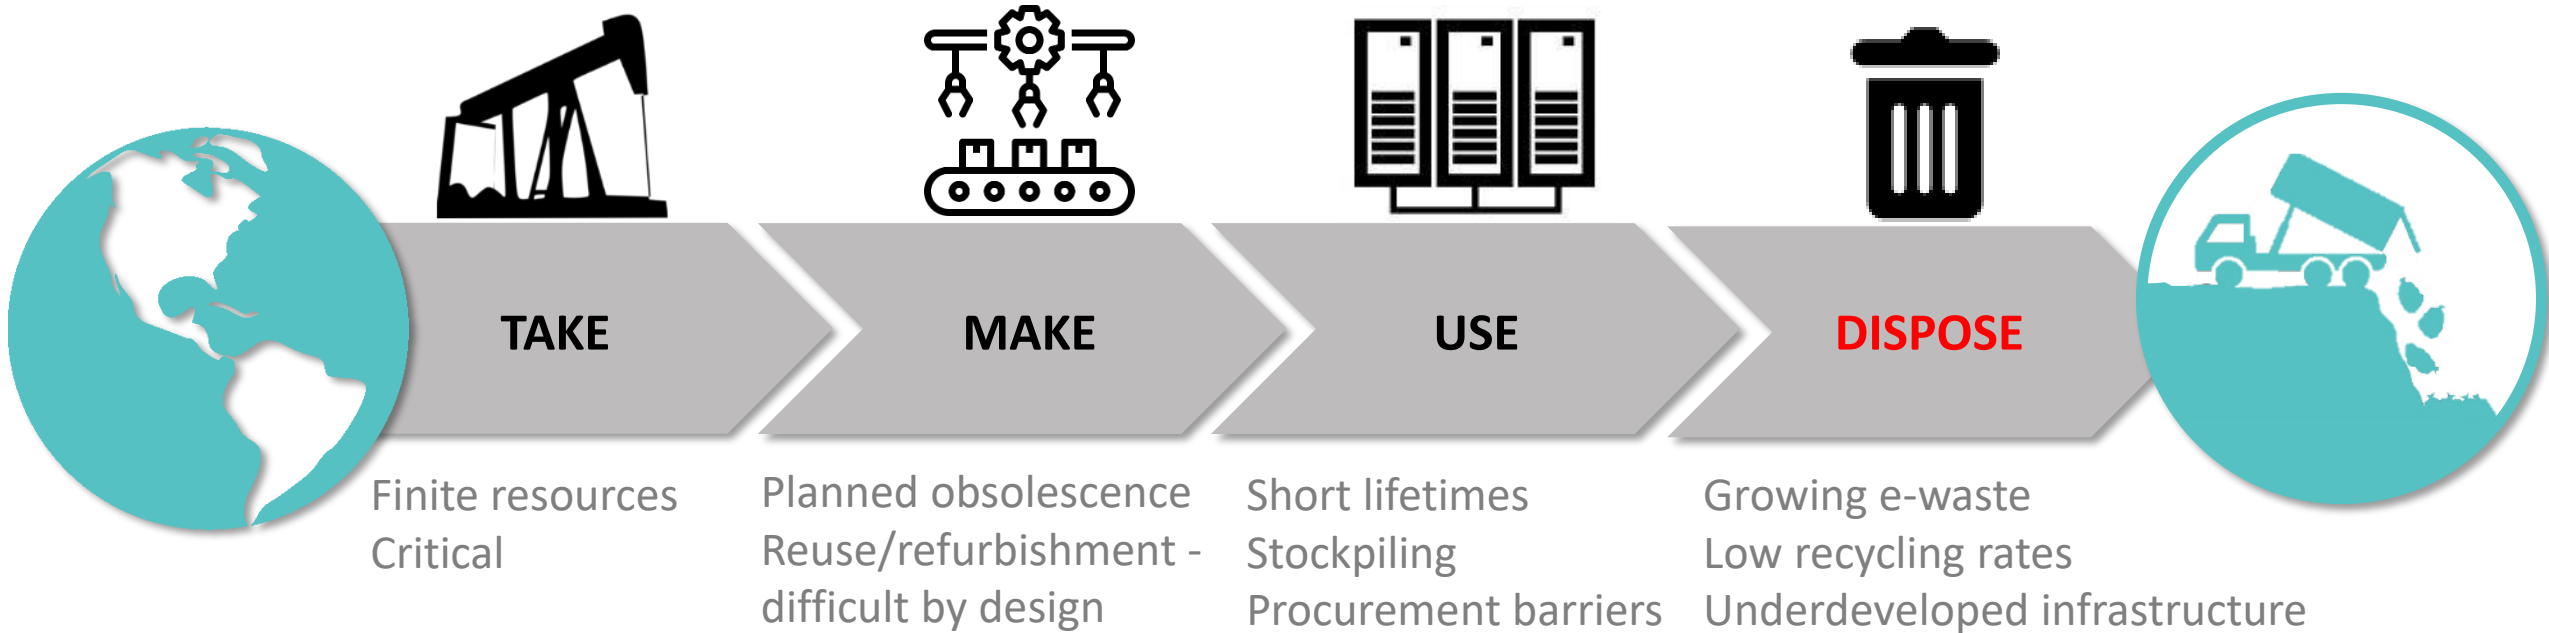 TAKE
MAKE
USE
DISPOSE
Finite resources
Critical
Planned obsolescence
Reuse/refurbishment -
difficult by design
Short lifetimes
Stockpiling
Procurement barriers
Growing e-waste
Low recycling rates
Underdeveloped infrastructure